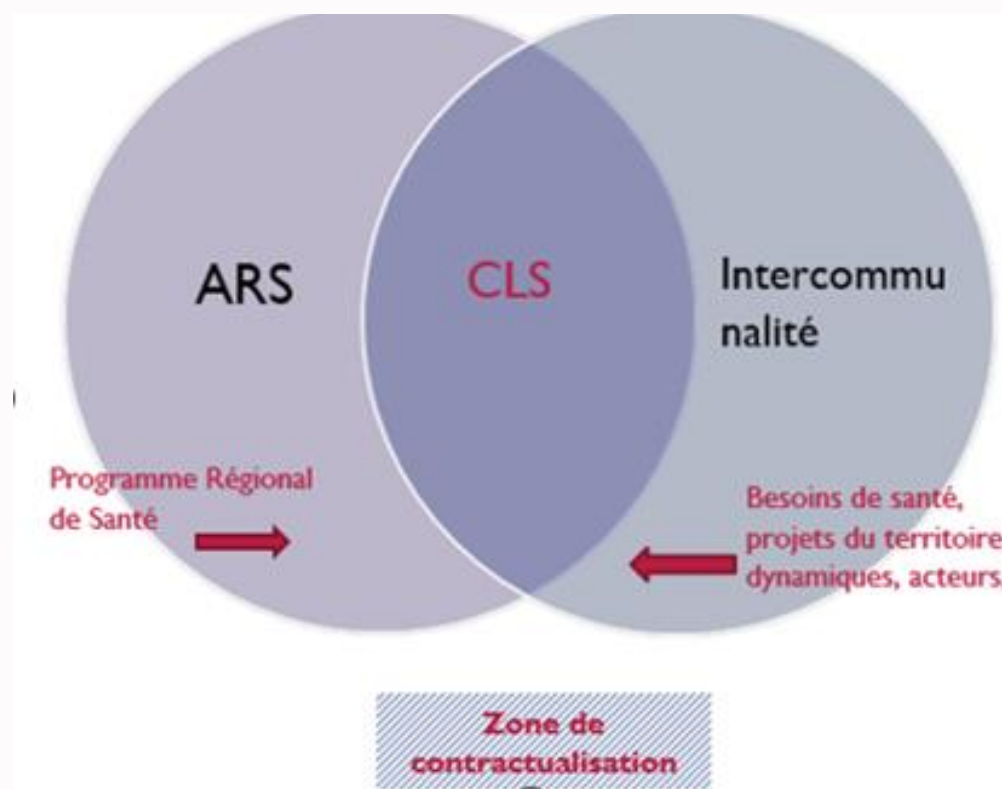 ARS
CLS
Intercommu
nalité
Programme Régional
de Santé
Besoins de santé,
projets du territoire
dynamiques, acteurs
Zone de
contractualisation